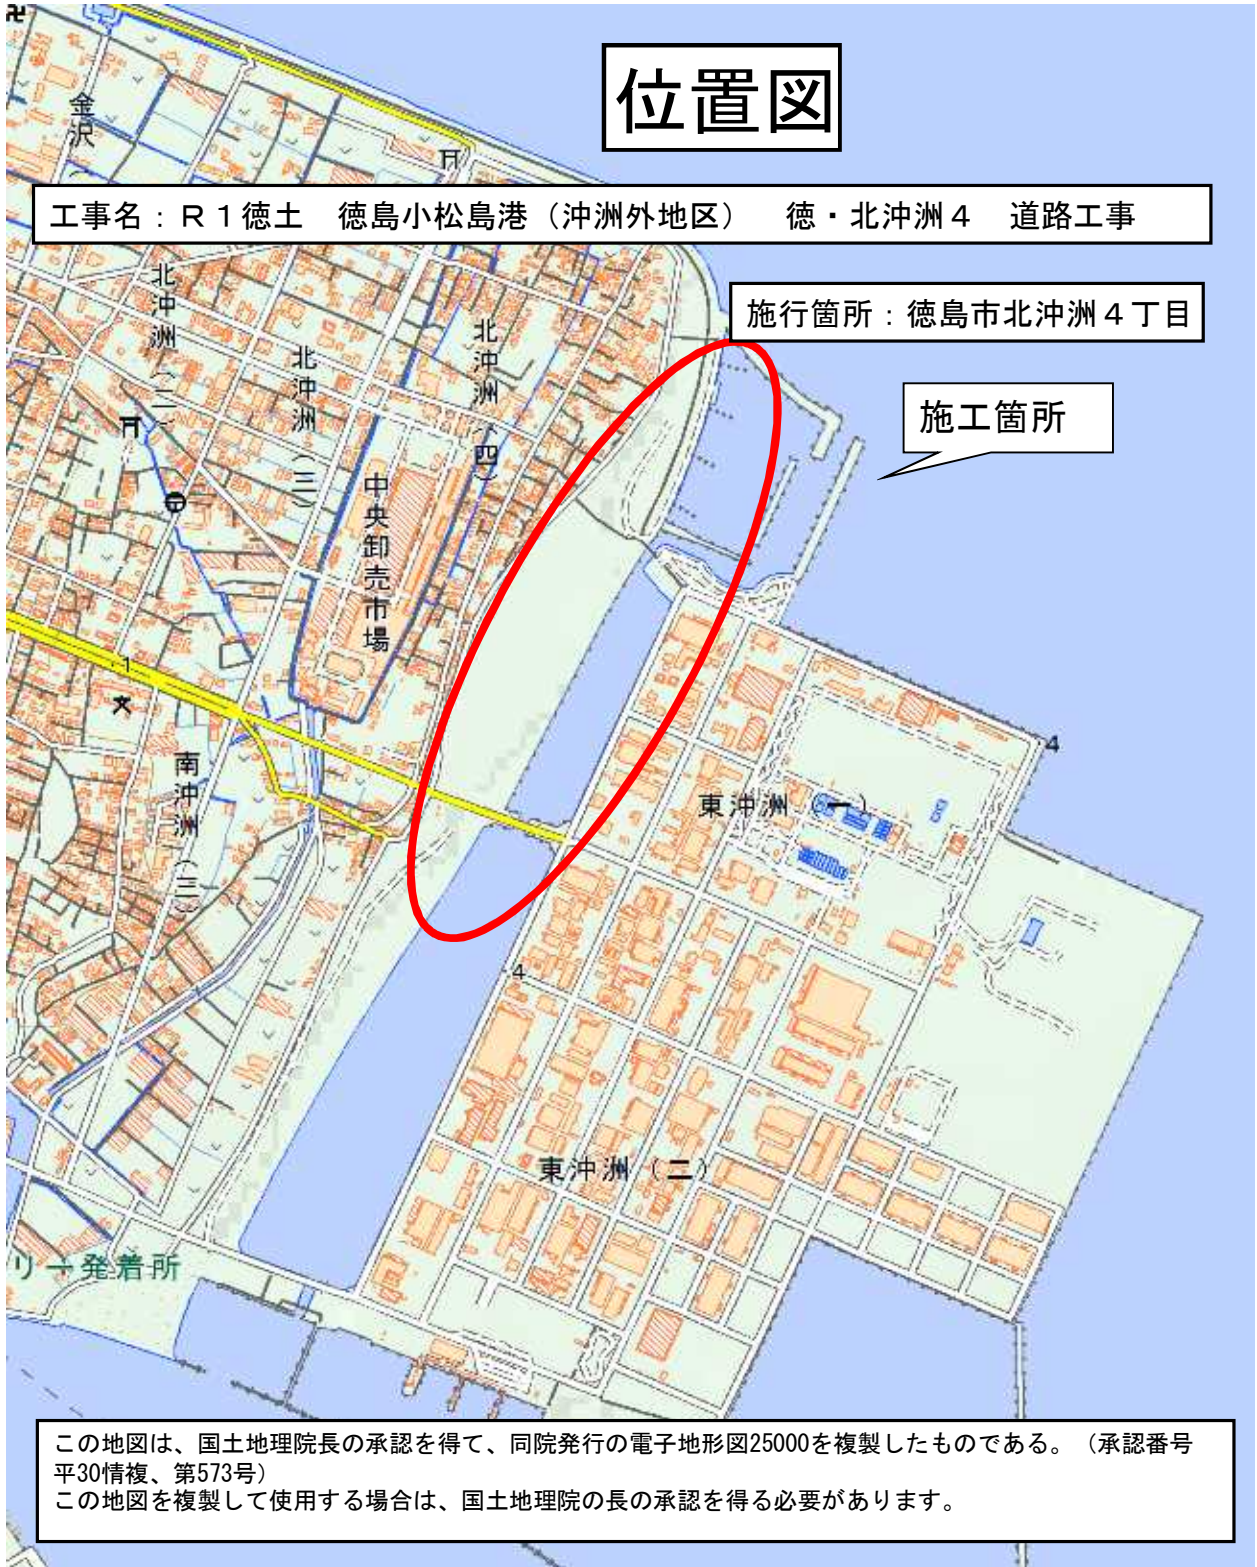 位置図
金沢（
工事名：Ｒ１徳土　徳島小松島港（沖洲外地区）　徳・北沖洲４　道路工事
施行箇所：徳島市北沖洲４丁目
北沖洲（二）
北沖洲（三）
北沖洲（四）
施工箇所
中央卸売市場
1
4
南沖洲（三）
東沖洲（一）
4
東沖洲（二）
リー発着所
この地図は、国土地理院長の承認を得て、同院発行の電子地形図25000を複製したものである。（承認番号
平30情複、第573号）
この地図を複製して使用する場合は、国土地理院の長の承認を得る必要があります。